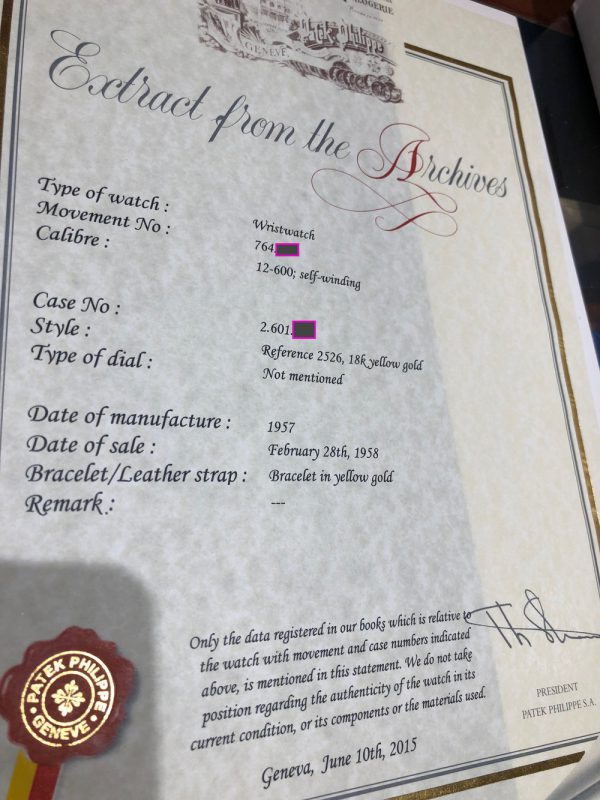 GENEVE
Patek Philippe
Extract from the Archives
Type of watch : Wristwatch
Movement No : 764.
Calibre : 12-600; self-winding
Case No : 2.601.
Style : Reference 2526, 18k yellow gold
Type of dial : Not mentioned
Date of manufacture : 1957
Date of sale : February 28th, 1958
Bracelet/Leather strap : Bracelet in yellow gold
Remark : ---
Only the data registered in our books which is relative to
the watch with movement and case numbers indicated
above, is mentioned in this statement. We do not take
position regarding the authenticity of the watch in its
current condition, or its components or the materials used.
PRESIDENT
PATEK PHILIPPE S.A.
Geneva, June 10th, 2015
PATEK PHILIPPE
GENEVE